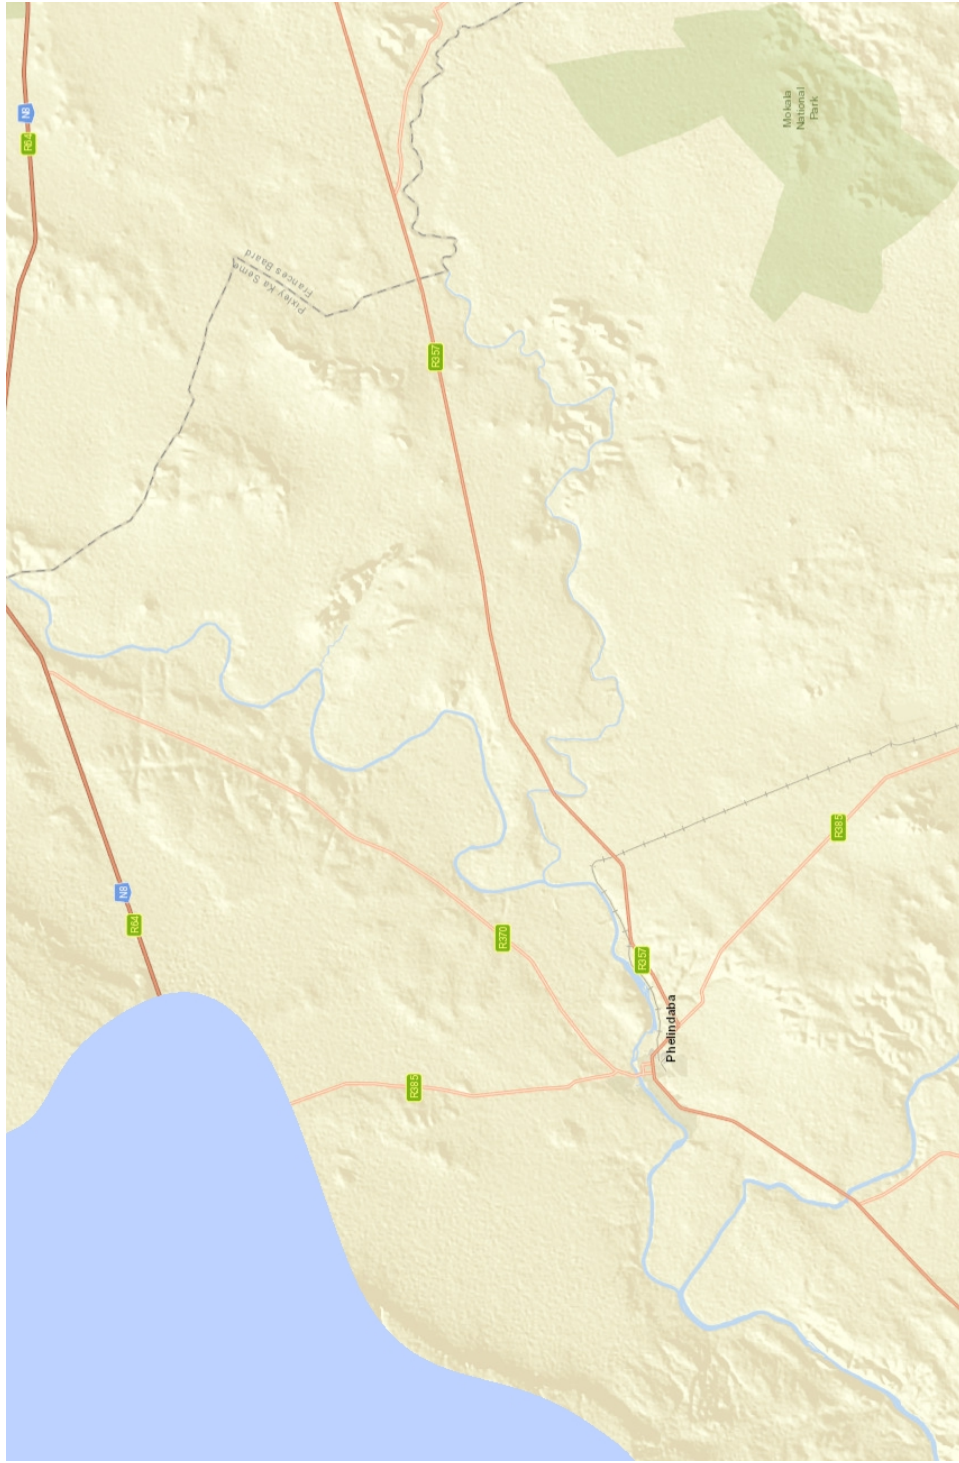 N8
R64
Mokala
National
Park
Frances Baard
Pixley Ka Seme
R357
R385
N8
R64
R370
R357
Phelindaba
R385